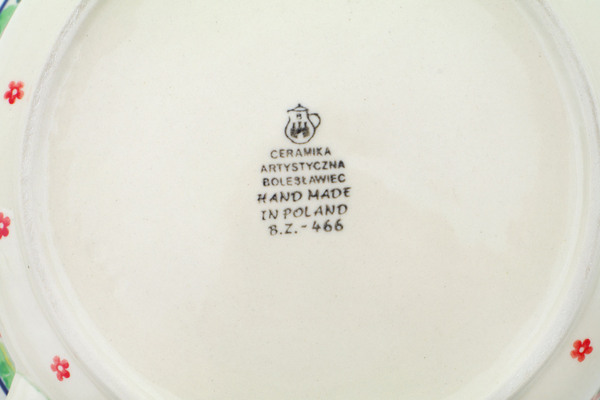 CERAMIKA
ARTYSTYCZNA
BOLESŁAWIEC
HAND MADE
IN POLAND
B.Z.-466